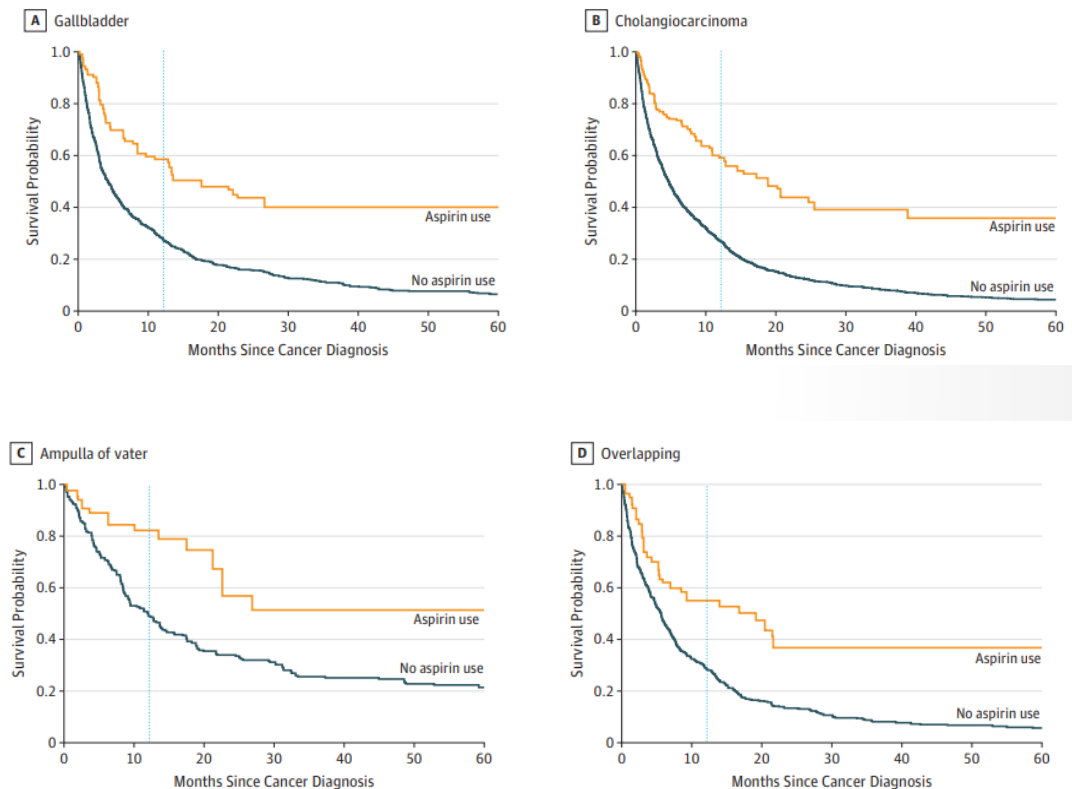 A Gallbladder
1.0
0.8
0.6
0.4
0.2
0
Survival Probability
Aspirin use
No aspirin use
0 10 20 30 40 50 60
Months Since Cancer Diagnosis
B Cholangiocarcinoma
1.0
0.8
0.6
0.4
0.2
0
Survival Probability
Aspirin use
No aspirin use
0 10 20 30 40 50 60
Months Since Cancer Diagnosis
C Ampulla of vater
1.0
0.8
0.6
0.4
0.2
0
Survival Probability
Aspirin use
No aspirin use
0 10 20 30 40 50 60
Months Since Cancer Diagnosis
D Overlapping
1.0
0.8
0.6
0.4
0.2
0
Survival Probability
Aspirin use
No aspirin use
0 10 20 30 40 50 60
Months Since Cancer Diagnosis